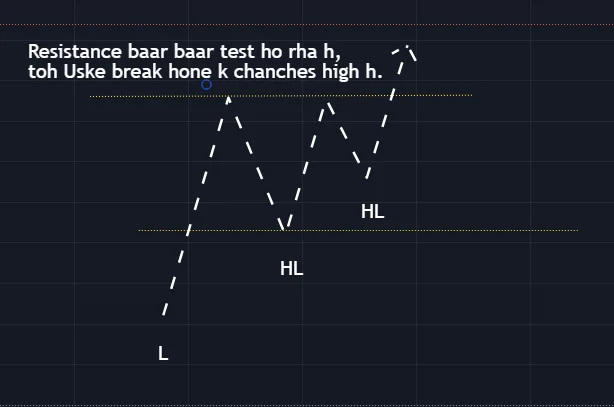 Resistance baar baar test ho rha h,
toh Uske break hone k chanches high h.
HL
HL
L